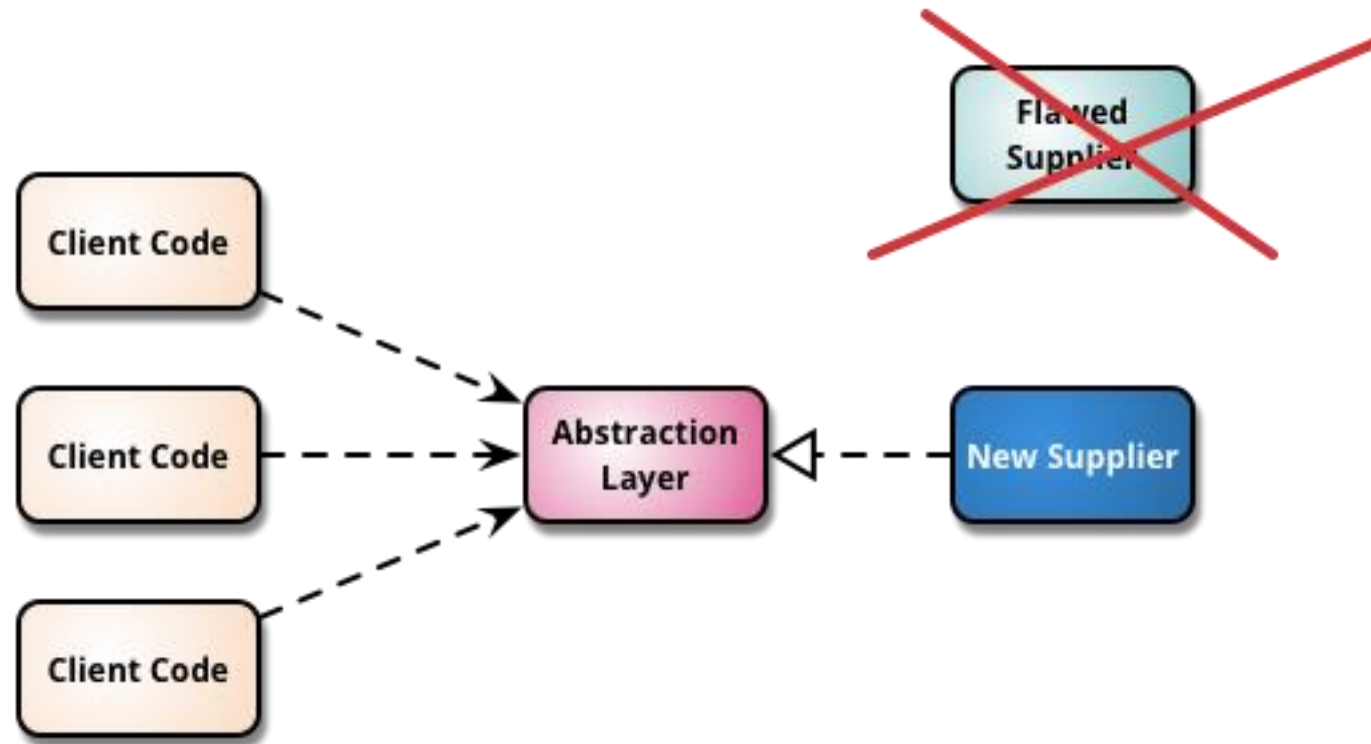 Flawed
Supplier
Client Code
Client Code
Abstraction
Layer
New Supplier
Client Code